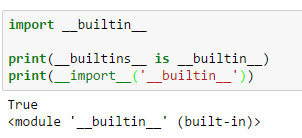 import __builtin__
print(__builtins__ is __builtin__)
print(__import__('__builtin__'))
True
<module '__builtin__' (built-in)>